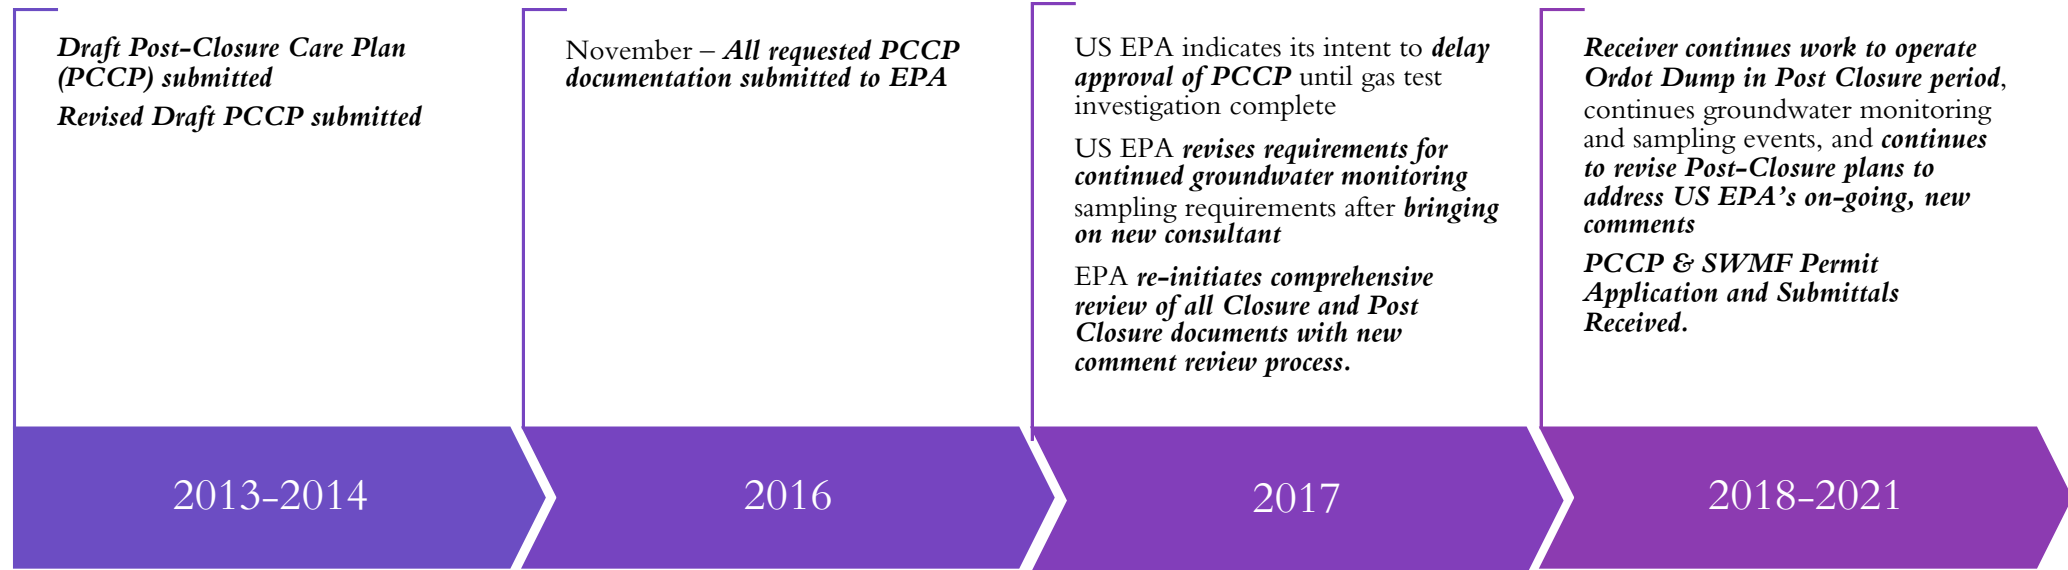 Draft Post-Closure Care Plan
(PCCP) submitted
Revised Draft PCCP submitted
2013-2014
November – All requested PCCP
documentation submitted to EPA
2016
US EPA indicates its intent to delay
approval of PCCP until gas test
investigation complete
US EPA revises requirements for
continued groundwater monitoring
sampling requirements after bringing
on new consultant
EPA re-initiates comprehensive
review of all Closure and Post
Closure documents with new
comment review process.
2017
Receiver continues work to operate
Ordot Dump in Post Closure period,
continues groundwater monitoring
and sampling events, and continues
to revise Post-Closure plans to
address US EPA’s on-going, new
comments
PCCP & SWMF Permit
Application and Submittals
Received.
2018-2021